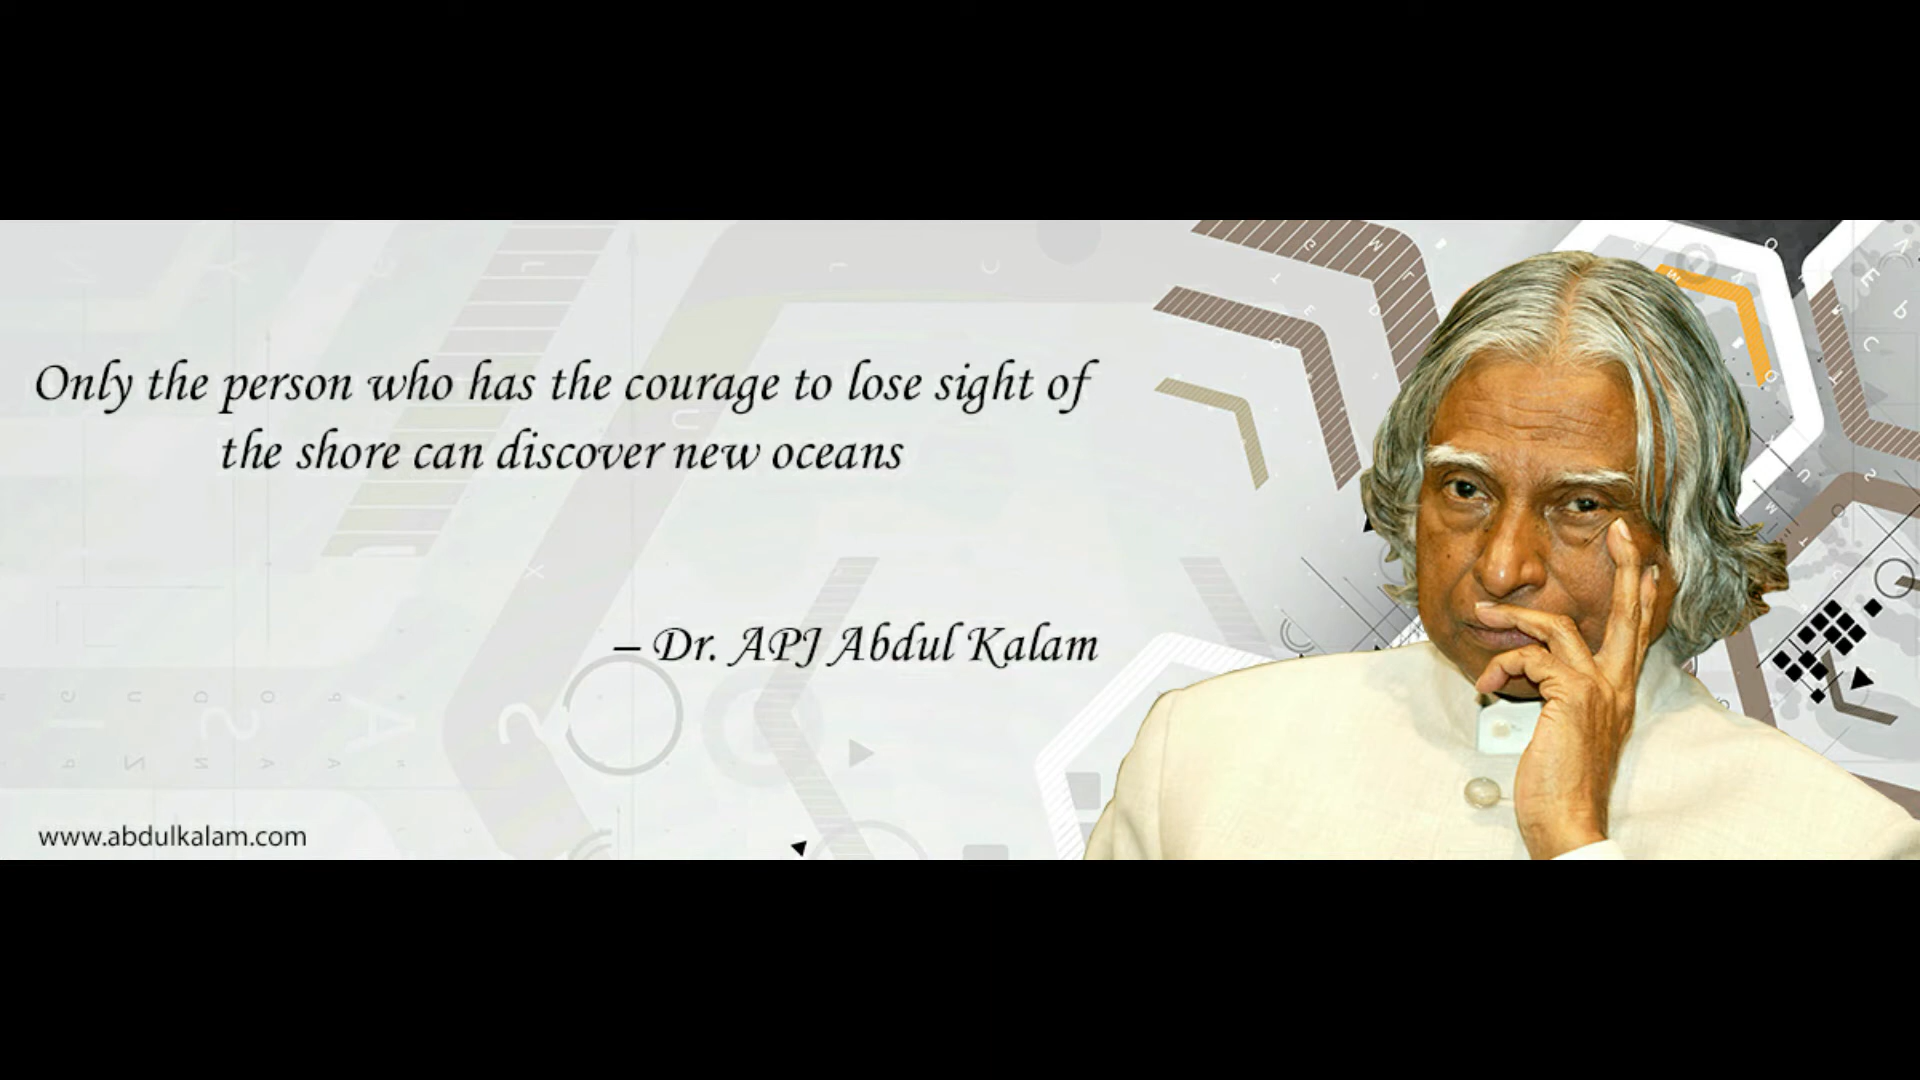 Only the person who has the courage to lose sight of
the shore can discover new oceans
– Dr. APJ Abdul Kalam
www.abdulkalam.com